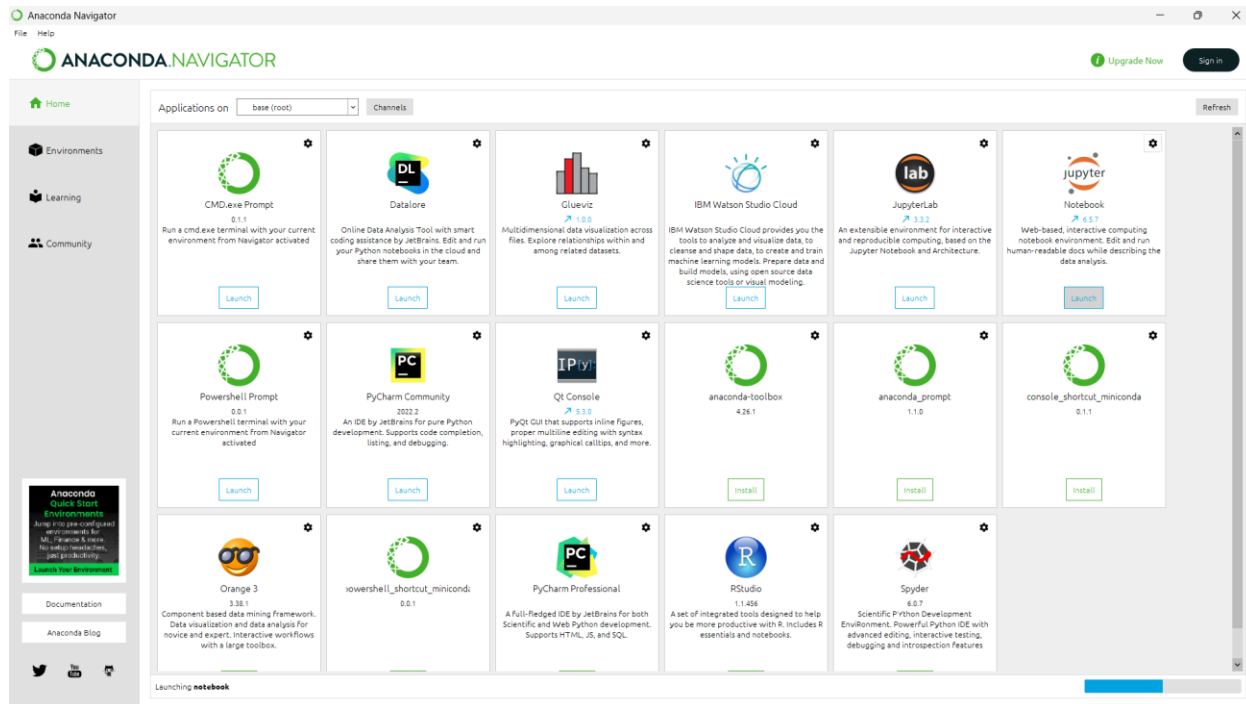 Anaconda Navigator
File Help
ANACONDA.NAVIGATOR
Upgrade Now
Sign in
Home
Environments
Learning
Community
Applications on base (root) Channels
Refresh
CMD.exe Prompt
0.1.1
Run a cmd.exe terminal with your current
environment from Navigator activated
Launch
DL
Datalore
Online Data Analysis Tool with smart
coding assistance by JetBrains. Edit and run
your Python notebooks in the cloud and
share them with your team.
Launch
Glueviz
1.0.0
Multidimensional data visualization across
files. Explore relationships within and
among related datasets.
Launch
IBM Watson Studio Cloud
IBM Watson Studio Cloud provides you the
tools to analyze and visualize data, to
cleanse and shape data, to create and train
machine learning models. Prepare data and
build models, using open source data
science tools or visual modeling.
Launch
lab
JupyterLab
3.3.2
An extensible environment for interactive
and reproducible computing, based on the
Jupyter Notebook and Architecture.
Launch
jupyter
Notebook
6.5.7
Web-based, interactive computing
notebook environment. Edit and run
human-readable docs while describing the
data analysis.
Launch
Powershell Prompt
0.0.1
Run a Powershell terminal with your
current environment from Navigator
activated
Launch
PC
PyCharm Community
2022.2
An IDE by JetBrains for pure Python
development. Supports code completion,
listing, and debugging.
Launch
IP[y]:
Qt Console
5.3.0
PyQt GUI that supports inline figures,
proper multiline editing with syntax
highlighting, graphical calltips, and more.
Launch
anaconda-toolbox
4.26.1
Install
anaconda_prompt
1.1.0
Install
console_shortcut_miniconda
0.1.1
Install
Orange 3
3.38.1
Component based data mining framework.
Data visualization and data analysis for
novice and expert. Interactive workflows
with a large toolbox.
owershell_shortcut_minicond
0.0.1
PC
PyCharm Professional
A full-fledged IDE by JetBrains for both
Scientific and Web Python development.
Supports HTML, JS, and SQL.
R
RStudio
1.1.456
A set of integrated tools designed to help
you be more productive with R. Includes R
essentials and notebooks.
Spyder
6.0.7
Scientific PYthon Development
EnviRonment. Powerful Python IDE with
advanced editing, interactive testing,
debugging and introspection features
Anaconda
Quick Start
Environments
Jump into pre-configured
environments for
ML, Finance & more.
No setup headaches,
just productivity.
Launch Your Environment
Documentation
Anaconda Blog
You
Tube
Launching notebook